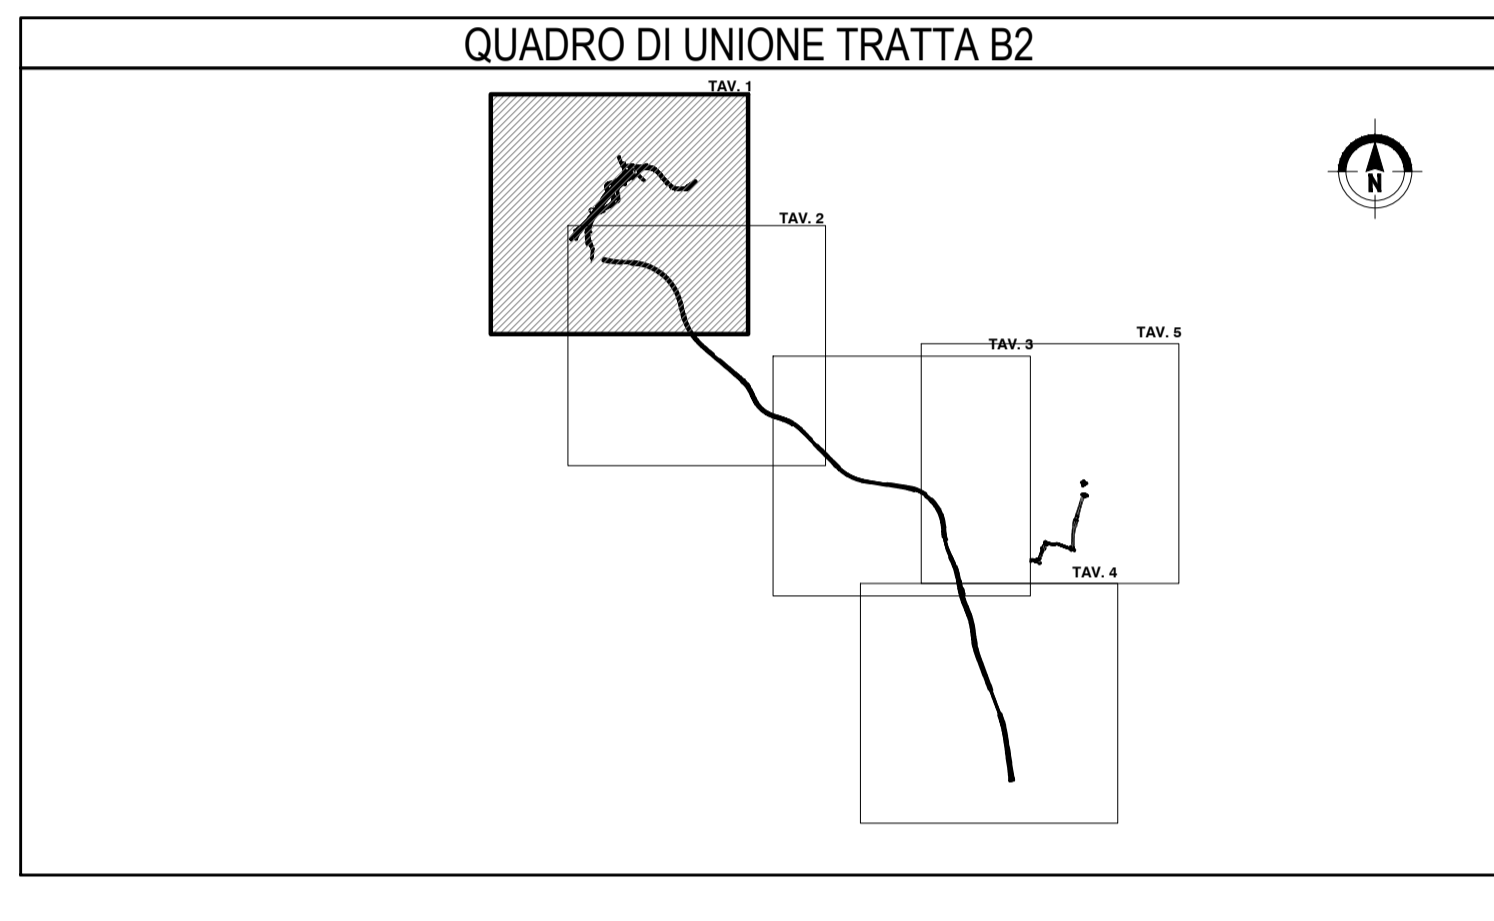 QUADRO DI UNIONE TRATTA B2
TAV. 1
N
TAV. 2
TAV. 5
TAV. 3
TAV. 4